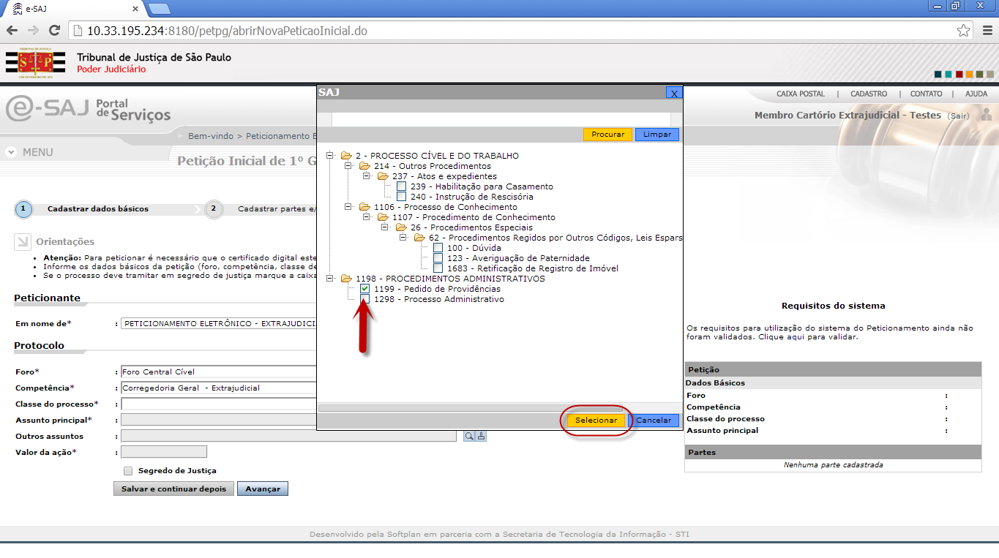 e-SAJ
10.33.195.234:8180/petpg/abrirNovaPeticaoInicial.do
Tribunal de Justiça de São Paulo
Poder Judiciário
CAIXA POSTAL | CADASTRO | CONTATO | AJUDA
@-SAJ Portal de Serviços
Membro Cartório Extrajudicial - Testes (Sair)
> Bem-vindo > Peticionamento E
MENU
Petição Inicial de 1º G
1 Cadastrar dados básicos
2 Cadastrar partes e/
Orientações
• Atenção: Para peticionar é necessário que o certificado digital este
• Informe os dados básicos da petição (foro, competência, classe de
• Se o processo deve tramitar em segredo de justiça marque a caixa
Peticionante
Em nome de* : PETICIONAMENTO ELETRÔNICO - EXTRAJUDICI
Protocolo
Foro* : Foro Central Cível
Competência* : Corregedoria Geral - Extrajudicial
Classe do processo* :
Assunto principal* :
Outros assuntos :
Valor da ação* :
Segredo de Justiça
Salvar e continuar depois
Avançar
SAJ
X
Procurar
Limpar
2 - PROCESSO CÍVEL E DO TRABALHO
214 - Outros Procedimentos
237 - Atos e expedientes
239 - Habilitação para Casamento
240 - Instrução de Rescisória
1106 - Processo de Conhecimento
1107 - Procedimento de Conhecimento
26 - Procedimentos Especiais
62 - Procedimentos Regidos por Outros Códigos, Leis Espars
100 - Dúvida
123 - Averiguação de Paternidade
1683 - Retificação de Registro de Imóvel
1198 - PROCEDIMENTOS ADMINISTRATIVOS
1199 - Pedido de Providências
1298 - Processo Administrativo
Selecionar
Cancelar
Requisitos do sistema
Os requisitos para utilização do sistema do Peticionamento ainda não
foram validados. Clique aqui para validar.
Petição
Dados Básicos
Foro :
Competência :
Classe do processo :
Assunto principal :
Partes
Nenhuma parte cadastrada
Desenvolvido pela Softplan em parceria com a Secretaria de Tecnologia da Informação - STI